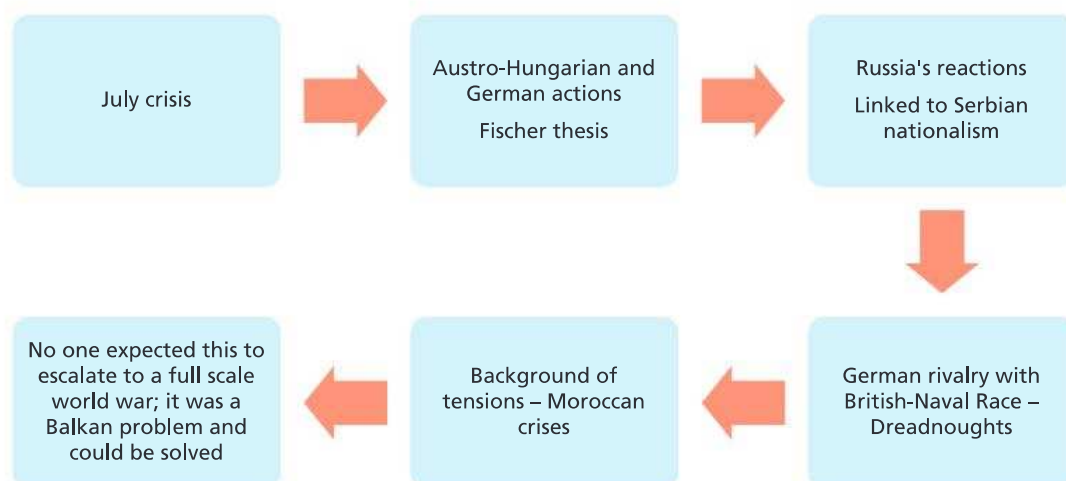 July crisis
Austro-Hungarian and
German actions
Fischer thesis
Russia's reactions
Linked to Serbian
nationalism
German rivalry with
British-Naval Race –
Dreadnoughts
Background of
tensions – Moroccan
crises
No one expected this to
escalate to a full scale
world war; it was a
Balkan problem and
could be solved